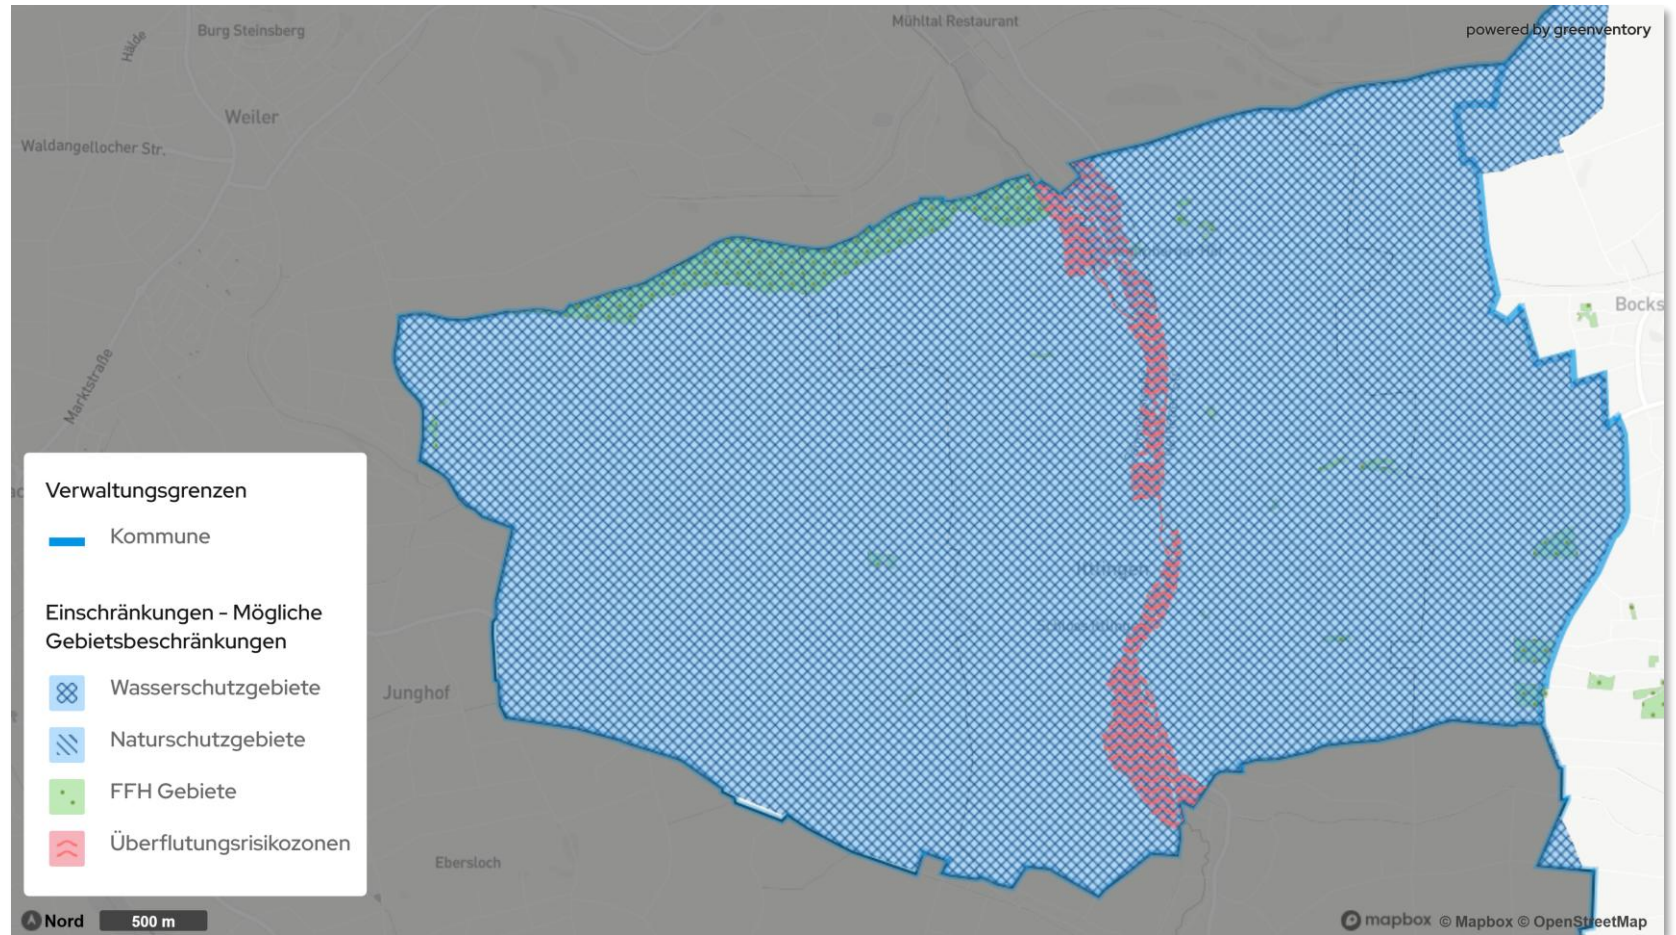 Burg Steinsberg
Mühltal Restaurant
powered by greenventory
Hälde
Weiler
Waldangellocher Str.
Bocks
Marktstraße
Verwaltungsgrenzen
Kommune
Einschränkungen - Mögliche
Gebietsbeschränkungen
Wasserschutzgebiete
Naturschutzgebiete
FFH Gebiete
Überflutungsrisikozonen
Junghof
Ebersloch
Nord
500 m
mapbox © Mapbox © OpenStreetMap